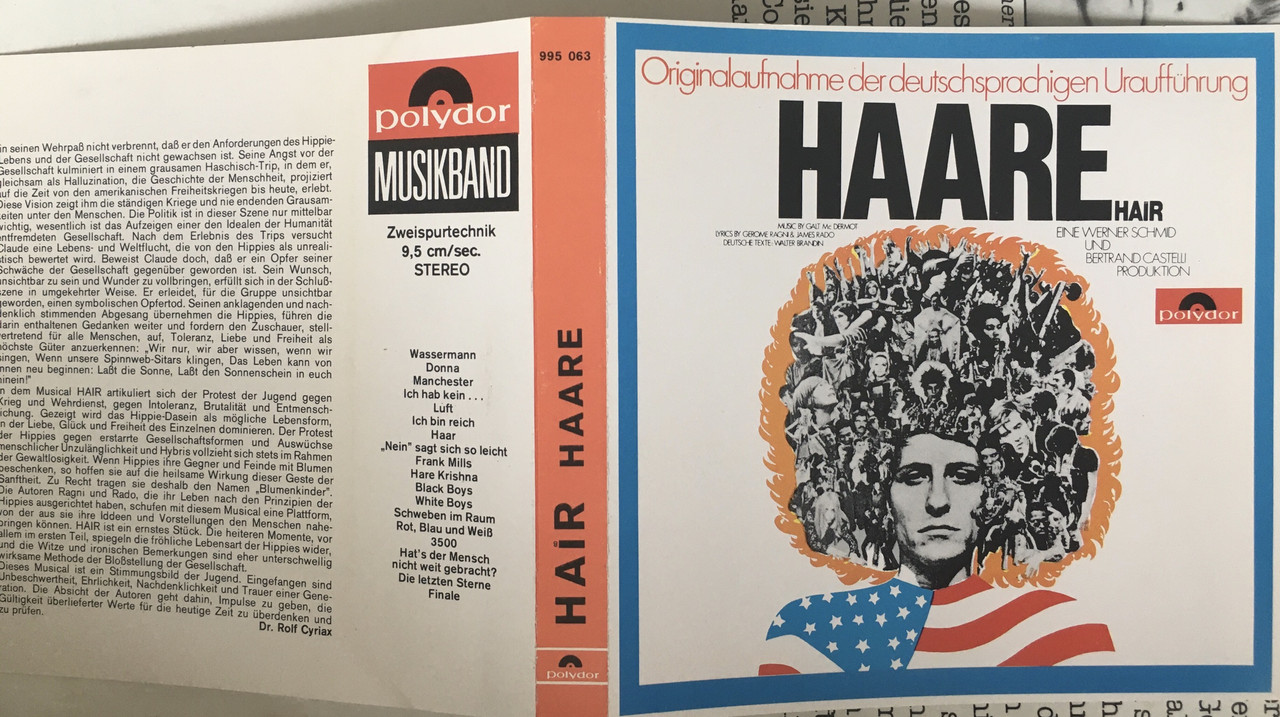 in seinen Wehrpaß nicht verbrennt, daß er den Anforderungen des Hippie-
Lebens und der Gesellschaft nicht gewachsen ist. Seine Angst vor der
Gesellschaft kulminiert in einem grausamen Haschisch-Trip, in dem er,
gleichsam als Halluzination, die Geschichte der Menschheit, projiziert
auf die Zeit von den amerikanischen Freiheitskriegen bis heute, erlebt.
Diese Vision zeigt ihm die ständigen Kriege und nie endenden Grausam-
keiten unter den Menschen. Die Politik ist in dieser Szene nur mittelbar
wichtig, wesentlich ist das Aufzeigen einer den Idealen der Humanität
entfremdeten Gesellschaft. Nach dem Erlebnis des Trips versucht
Claude eine Lebens- und Weltflucht, die von den Hippies als unreali-
stisch bewertet wird. Beweist Claude doch, daß er ein Opfer seiner
Schwäche der Gesellschaft gegenüber geworden ist. Sein Wunsch,
unsichtbar zu sein und Wunder zu vollbringen, erfüllt sich in der Schluß-
szene in umgekehrter Weise. Er erleidet, für die Gruppe unsichtbar
geworden, einen symbolischen Opfertod. Seinen anklagenden und nach-
denklich stimmenden Abgesang übernehmen die Hippies, führen die
darin enthaltenen Gedanken weiter und fordern den Zuschauer, stell-
vertretend für alle Menschen, auf, Toleranz, Liebe und Freiheit als
höchste Güter anzuerkennen: „Wir nur, wir aber wissen, wenn wir
singen, Wenn unsere Spinnweb-Sitars klingen, Das Leben kann von
innen neu beginnen: Laßt die Sonne, Laßt den Sonnenschein in euch
hinein!"
In dem Musical HAIR artikuliert sich der Protest der Jugend gegen
Krieg und Wehrdienst, gegen Intoleranz, Brutalität und Entmensch-
lichung. Gezeigt wird das Hippie-Dasein als mögliche Lebensform,
in der Liebe, Glück und Freiheit des Einzelnen dominieren. Der Protest
der Hippies gegen erstarrte Gesellschaftsformen und Auswüchse
menschlicher Unzulänglichkeit und Hybris vollzieht sich stets im Rahmen
der Gewaltlosigkeit. Wenn Hippies ihre Gegner und Feinde mit Blumen
beschenken, so hoffen sie auf die heilsame Wirkung dieser Geste der
Sanftheit. Zu Recht tragen sie deshalb den Namen „Blumenkinder".
Die Autoren Ragni und Rado, die ihr Leben nach den Prinzipien der
Hippies ausgerichtet haben, schufen mit diesem Musical eine Plattform,
von der aus sie ihre Iddeen und Vorstellungen den Menschen nahe-
bringen können. HAIR ist ein ernstes Stück. Die heiteren Momente, vor
allem im ersten Teil, spiegeln die fröhliche Lebensart der Hippies wider,
und die Witze und ironischen Bemerkungen sind eher unterschwellig
wirksame Methode der Bloßstellung der Gesellschaft.
Dieses Musical ist ein Stimmungsbild der Jugend. Eingefangen sind
Unbeschwertheit, Ehrlichkeit, Nachdenklichkeit und Trauer einer Gene-
ration. Die Absicht der Autoren geht dahin, Impulse zu geben, die
Gültigkeit überlieferter Werte für die heutige Zeit zu überdenken und
zu prüfen.
Dr. Rolf Cyriax
polydor
MUSIKBAND
Zweispurtechnik
9,5 cm/sec.
STEREO
Wassermann
Donna
Manchester
Ich hab kein . . .
Luft
Ich bin reich
Haar
„Nein" sagt sich so leicht
Frank Mills
Hare Krishna
Black Boys
White Boys
Schweben im Raum
Rot, Blau und Weiß
3500
Hat's der Mensch
nicht weit gebracht?
Die letzten Sterne
Finale
995 063
HAIR HAARE
polydor
Originalaufnahme der deutschsprachigen Uraufführung
HAARE
HAIR
MUSIC BY GALT Mc DERMOT
LYRICS BY GEROME RAGNI & JAMES RADO
DEUTSCHE TEXTE: WALTER BRANDIN
EINE WERNER SCHMID
UND
BERTRAND CASTELLI
PRODUKTION
polydor